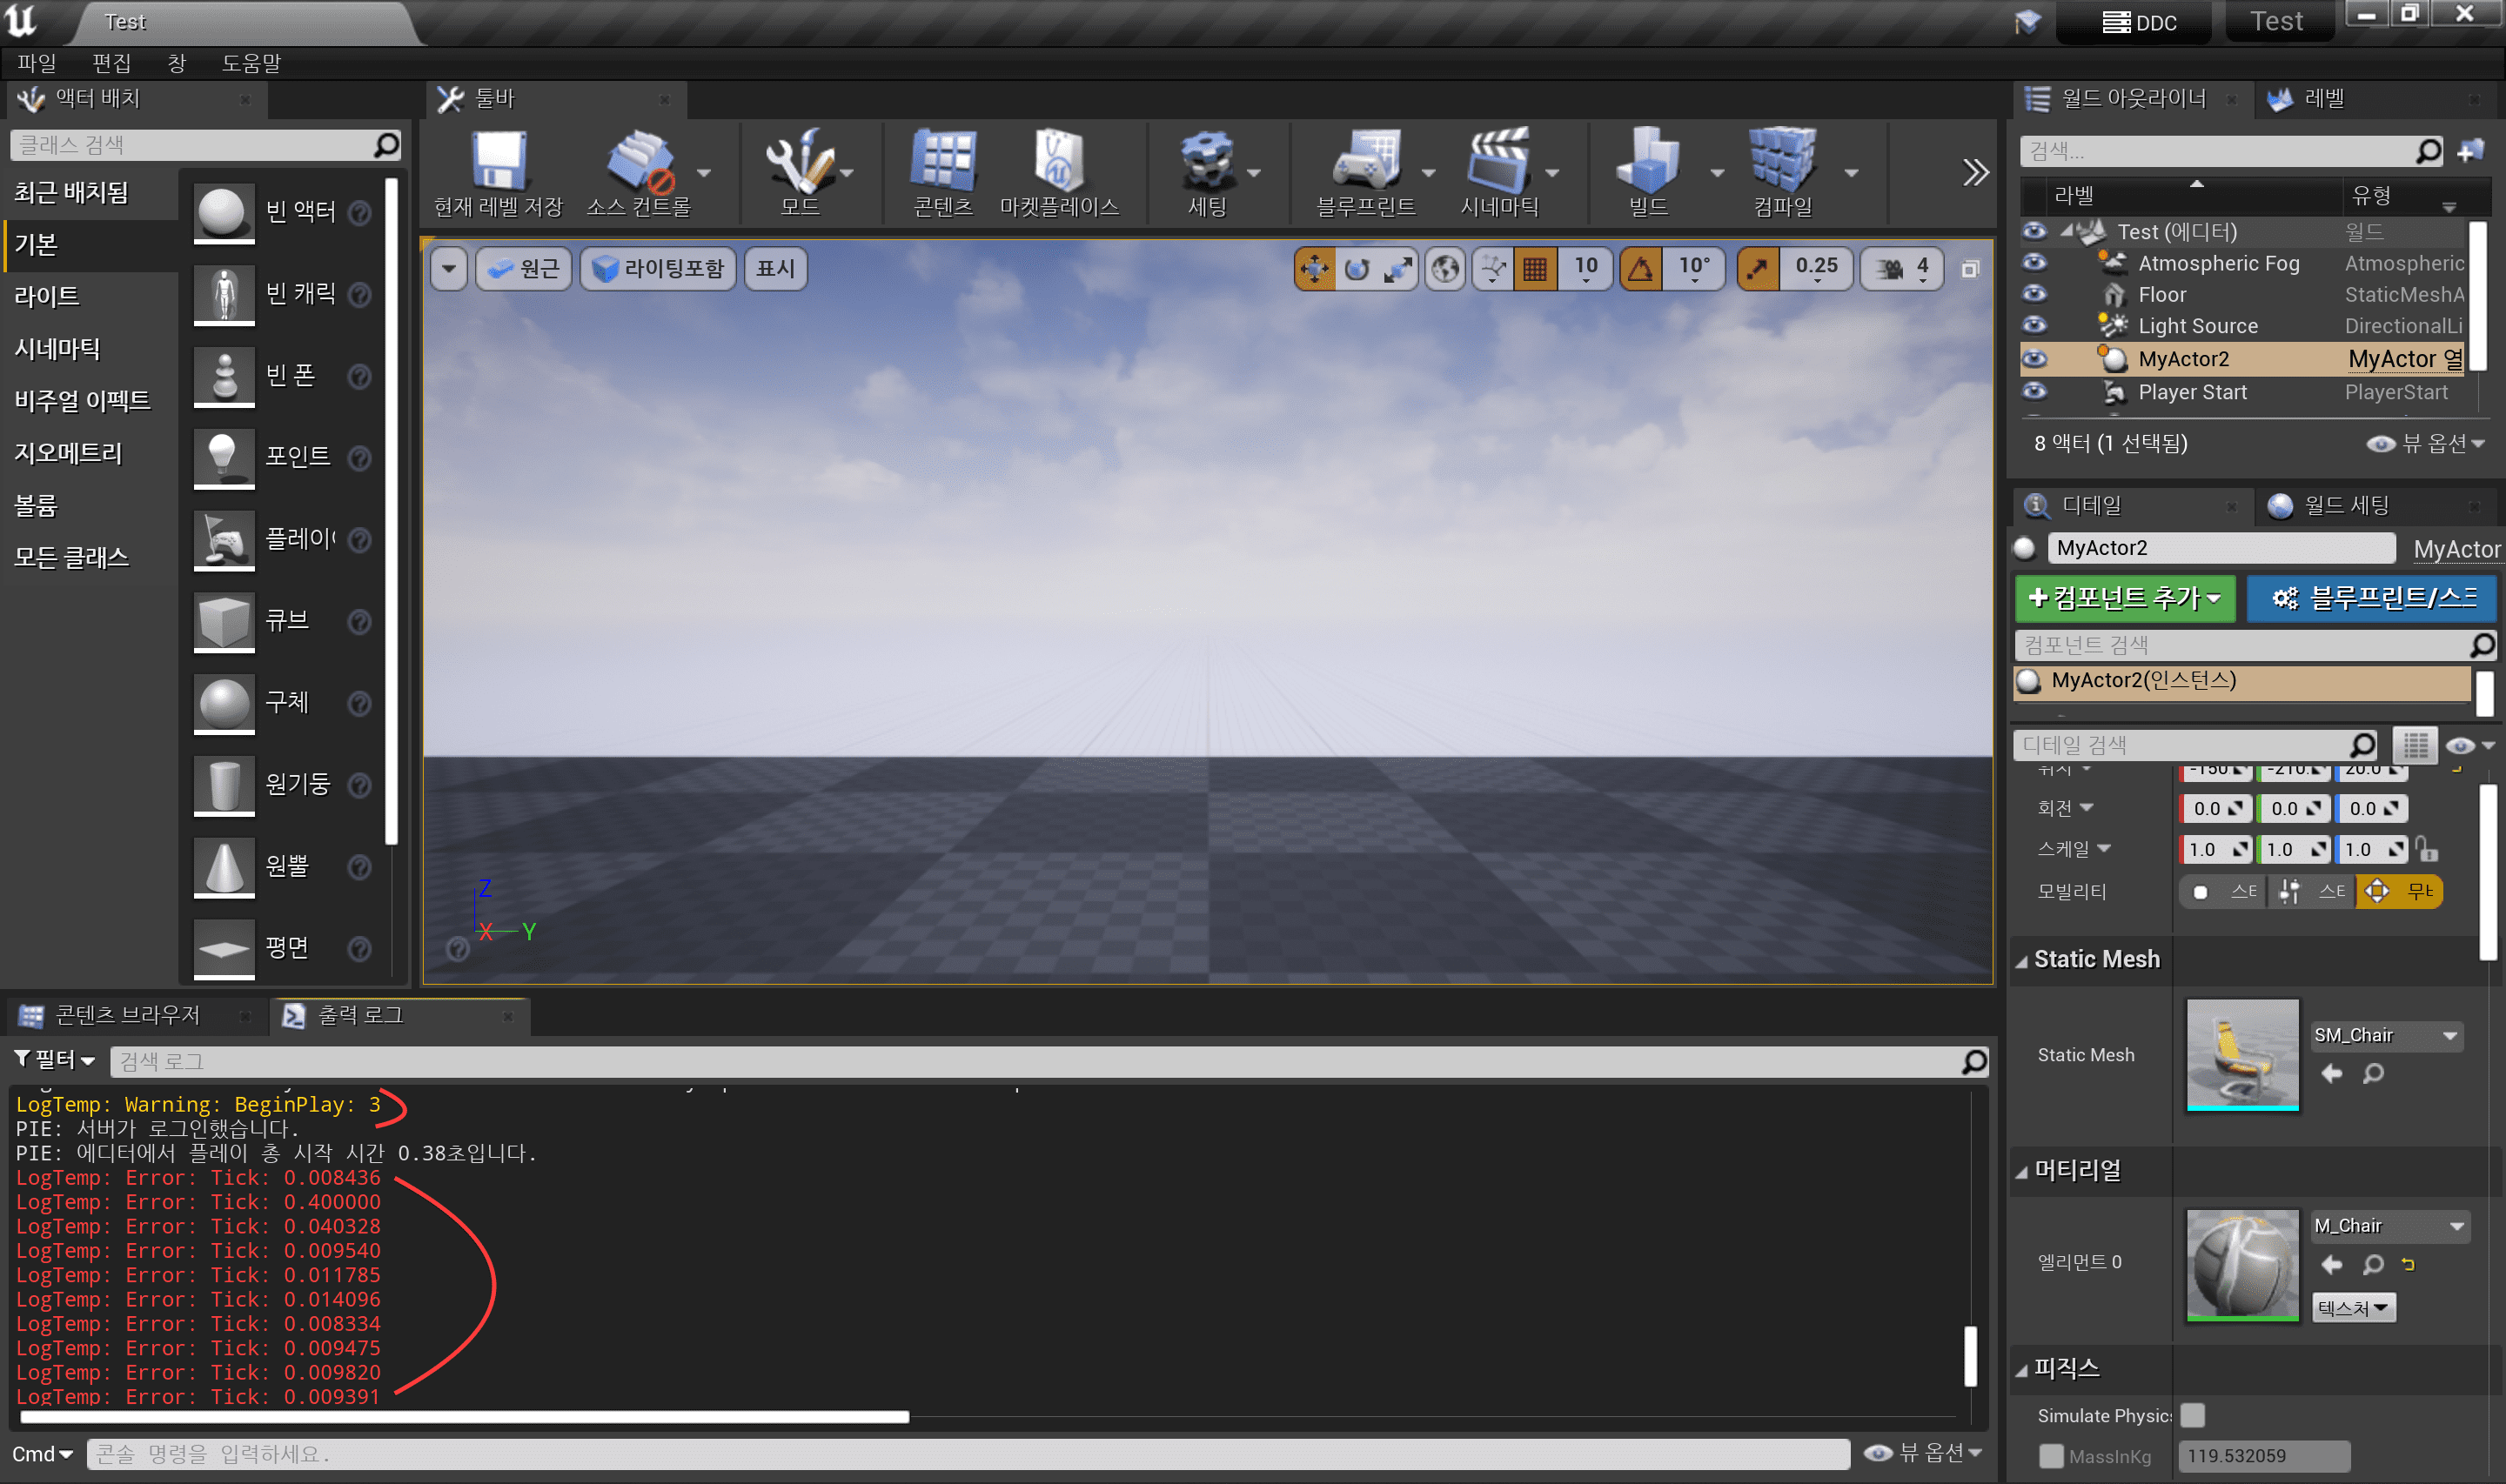 Test
DDC
Test
파일 편집 창 도움말
액터 배치
클래스 검색
최근 배치됨
기본
라이트
시네마틱
비주얼 이펙트
지오메트리
볼륨
모든 클래스
빈 액터
빈 캐릭
빈 폰
포인트
플레이
큐브
구체
원기둥
원뿔
평면
툴바
현재 레벨 저장
소스 컨트롤
모드
콘텐츠
마켓플레이스
세팅
블루프린트
시네마틱
빌드
컴파일
원근
라이팅포함
표시
10
10°
0.25
4
Z
X
Y
월드 아웃라이너
레벨
검색...
라벨 유형
Test (에디터) 월드
Atmospheric Fog Atmospheric
Floor StaticMeshA
Light Source DirectionalLi
MyActor2 MyActor 열
Player Start PlayerStart
8 액터 (1 선택됨)
뷰 옵션
디테일
월드 세팅
MyActor2
MyActor
컴포넌트 추가
블루프린트/스
컴포넌트 검색
MyActor2(인스턴스)
디테일 검색
위치 -150. -210. 20.0
회전 0.0 0.0 0.0
스케일 1.0 1.0 1.0
모빌리티 스 스 무
Static Mesh
Static Mesh
SM_Chair
머티리얼
엘리먼트 0
M_Chair
텍스처
피직스
Simulate Physics
MassInKg 119.532059
콘텐츠 브라우저
출력 로그
필터
검색 로그
LogTemp: Warning: BeginPlay: 3
PIE: 서버가 로그인했습니다.
PIE: 에디터에서 플레이 총 시작 시간 0.38초입니다.
LogTemp: Error: Tick: 0.008436
LogTemp: Error: Tick: 0.400000
LogTemp: Error: Tick: 0.040328
LogTemp: Error: Tick: 0.009540
LogTemp: Error: Tick: 0.011785
LogTemp: Error: Tick: 0.014096
LogTemp: Error: Tick: 0.008334
LogTemp: Error: Tick: 0.009475
LogTemp: Error: Tick: 0.009820
LogTemp: Error: Tick: 0.009391
Cmd
콘솔 명령을 입력하세요.
뷰 옵션